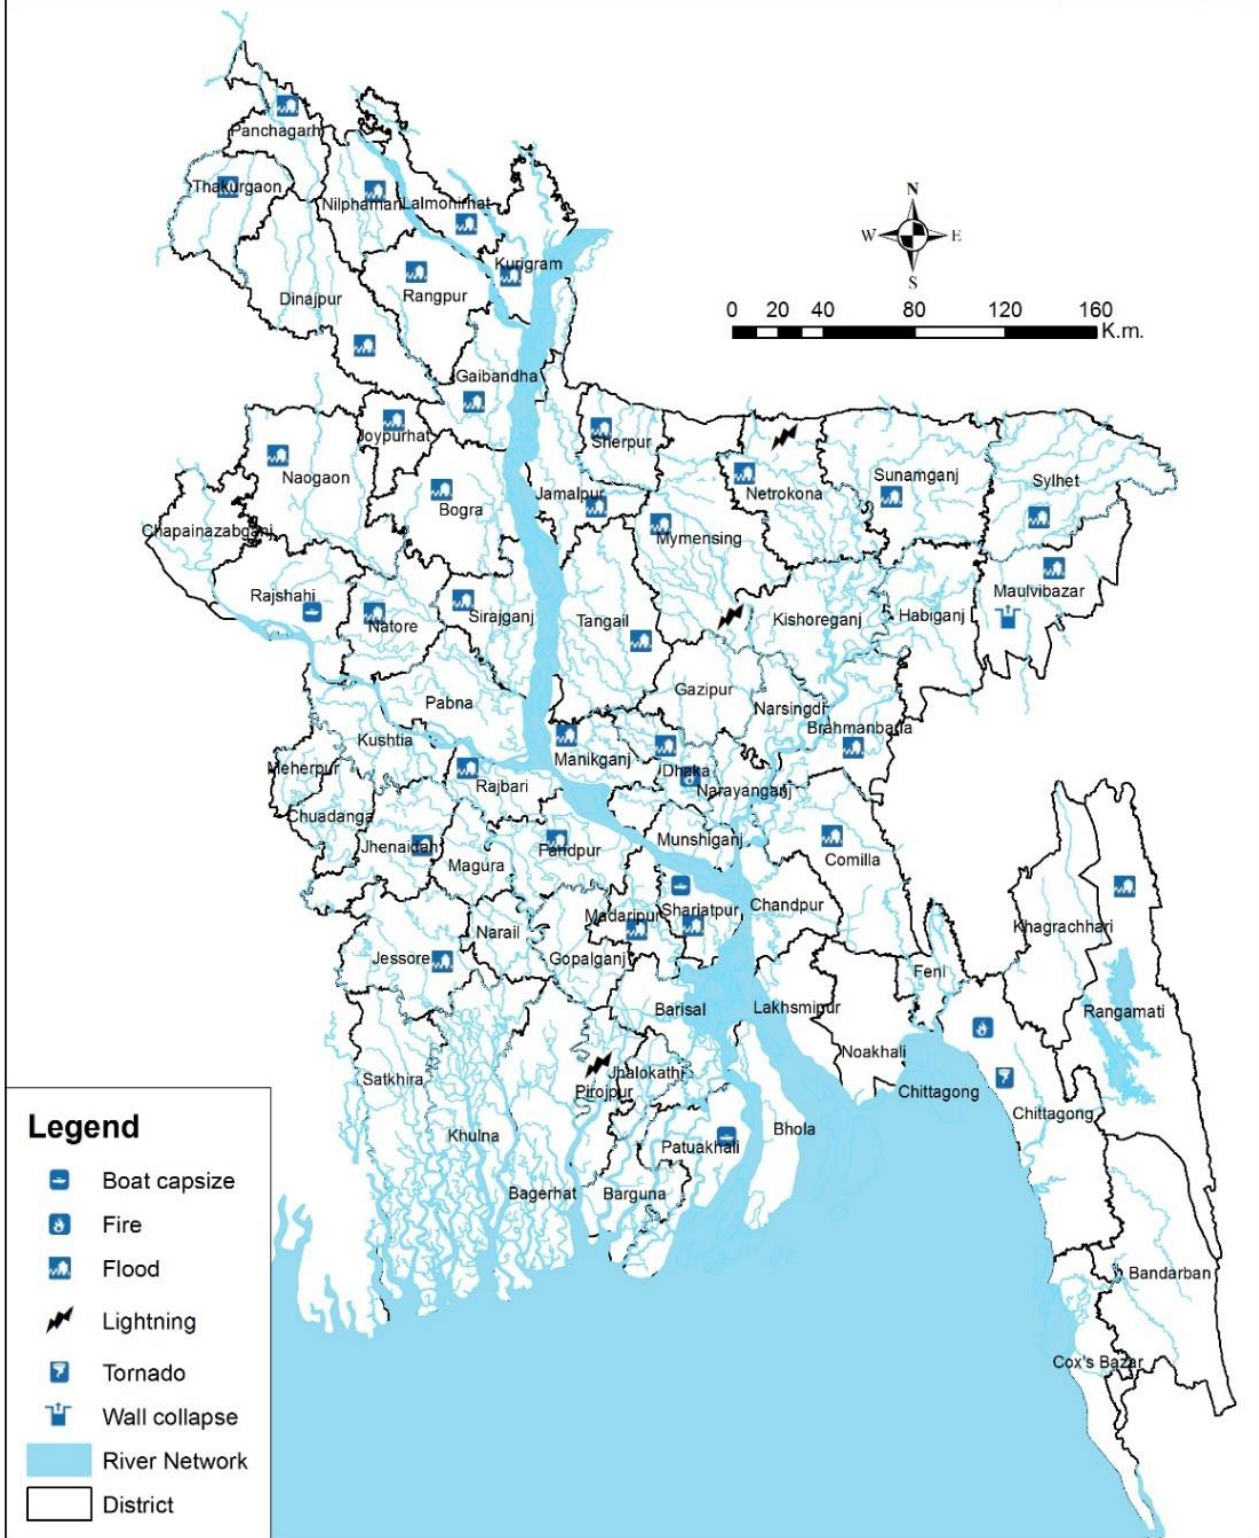 Panchagarh
Thakurgaon
Nilphamari
Lalmonirhat
N
W
E
S
Kurigram
Rangpur
Dinajpur
0 20 40 80 120 160
K.m.
Gaibandha
Joypurhat
Sherpur
Naogaon
Bogra
Jamalpur
Netrokona
Sunamganj
Sylhet
Chapainazabganj
Mymensing
Rajshahi
Natore
Sirajganj
Tangail
Kishoreganj
Habiganj
Maulvibazar
Pabna
Gazipur
Narsingdi
Brahmanbaria
Kushtia
Manikganj
Meherpur
Rajbari
Dhaka
Narayanganj
Chuadanga
Jhenaidah
Magura
Faridpur
Munshiganj
Comilla
Narail
Madaripur
Shariatpur
Chandpur
Khagrachhari
Jessore
Gopalganj
Feni
Barisal
Lakhsmipur
Rangamati
Noakhali
Satkhira
Jhalokathi
Pirojpur
Chittagong
Chittagong
Khulna
Patuakhali
Bhola
Bagerhat
Barguna
Bandarban
Cox's Bazar
Legend
Boat capsize
Fire
Flood
Lightning
Tornado
Wall collapse
River Network
District